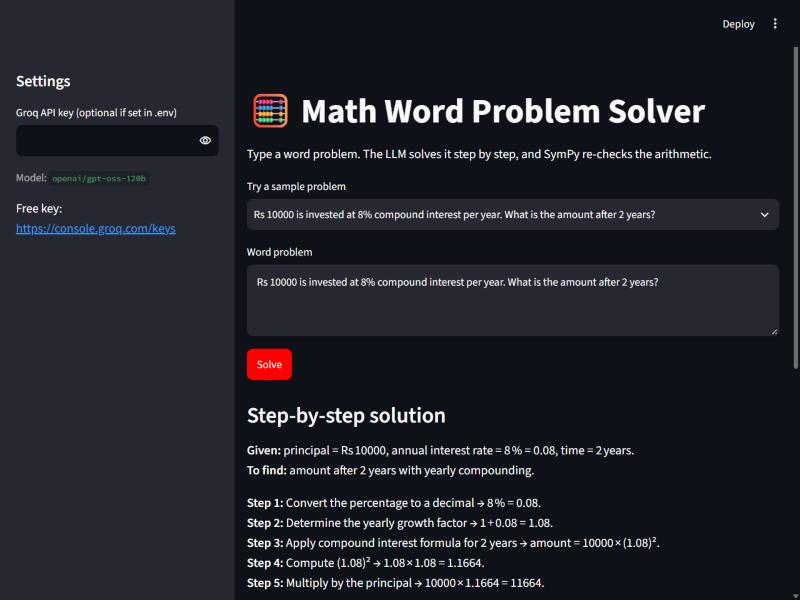 Deploy
Settings
Groq API key (optional if set in .env)
Model: openai/gpt-oss-120b
Free key:
https://console.groq.com/keys
Math Word Problem Solver
Type a word problem. The LLM solves it step by step, and SymPy re-checks the arithmetic.
Try a sample problem
Rs 10000 is invested at 8% compound interest per year. What is the amount after 2 years?
Word problem
Rs 10000 is invested at 8% compound interest per year. What is the amount after 2 years?
Solve
Step-by-step solution
Given: principal = Rs 10000, annual interest rate = 8 % = 0.08, time = 2 years.
To find: amount after 2 years with yearly compounding.
Step 1: Convert the percentage to a decimal → 8 % = 0.08.
Step 2: Determine the yearly growth factor → 1 + 0.08 = 1.08.
Step 3: Apply compound interest formula for 2 years → amount = 10000 × (1.08)².
Step 4: Compute (1.08)² → 1.08 × 1.08 = 1.1664.
Step 5: Multiply by the principal → 10000 × 1.1664 = 11664.